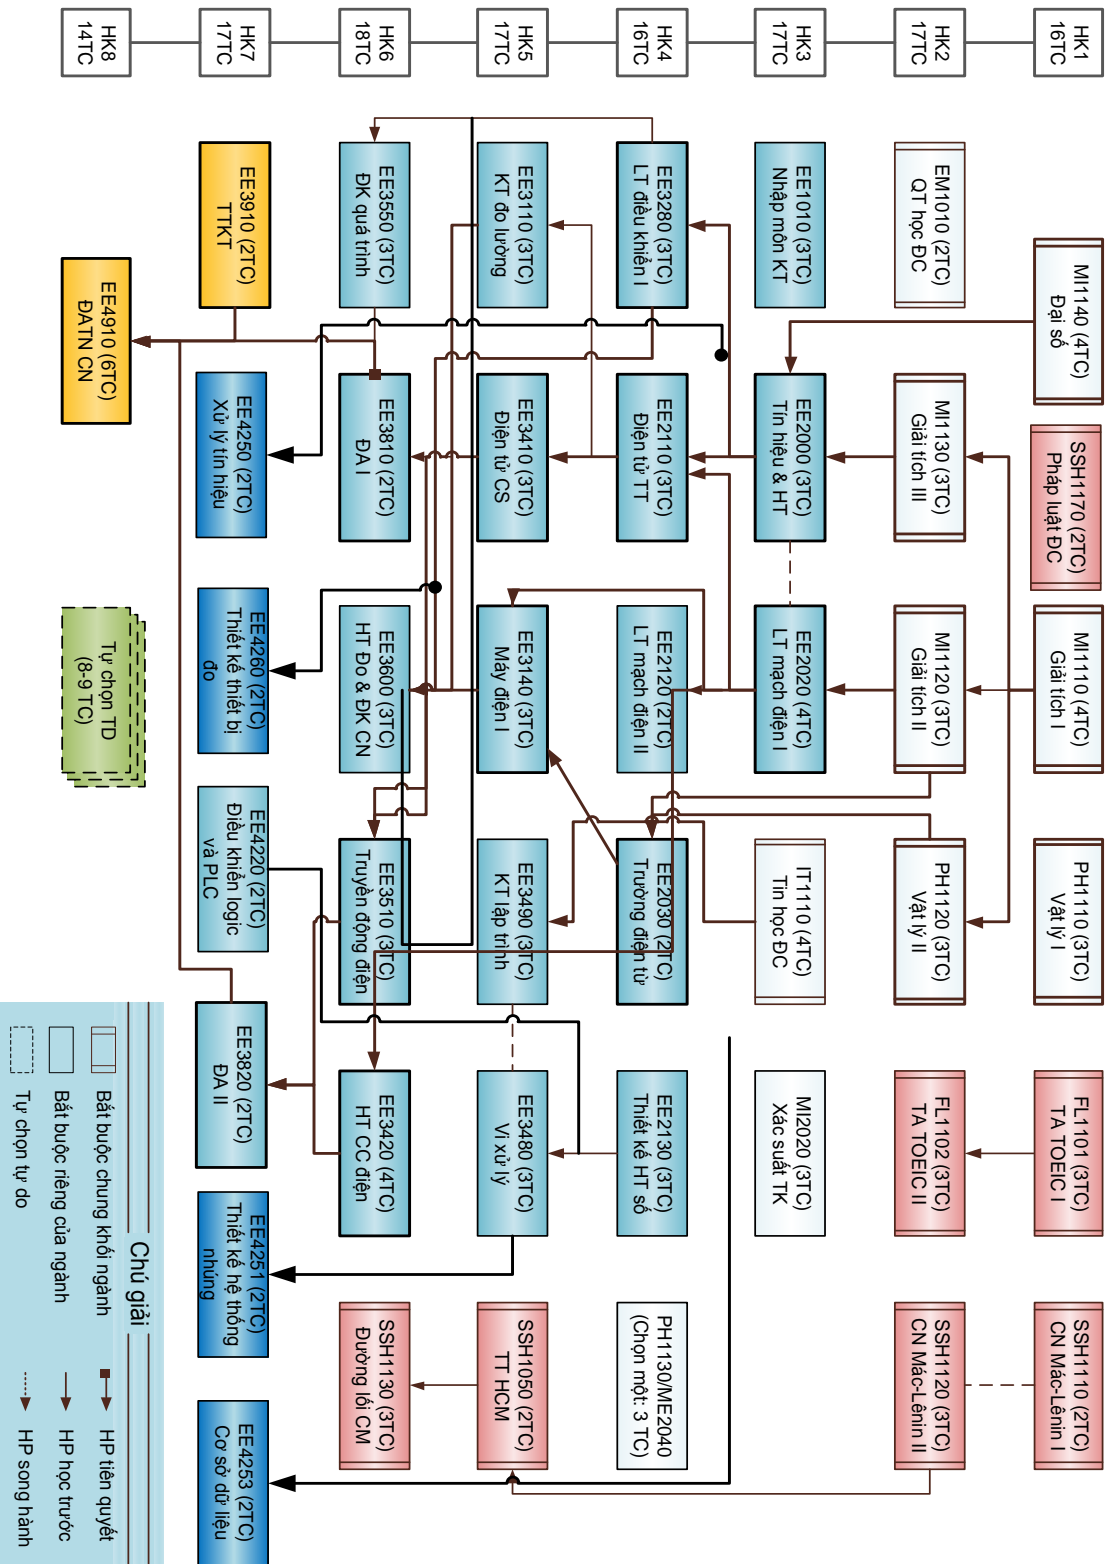 HK1
16TC
HK2
17TC
HK3
17TC
HK4
16TC
HK5
17TC
HK6
18TC
HK7
17TC
HK8
14TC
MI1140 (4TC)
Đại số
SSH1170 (2TC)
Pháp luật ĐC
MI1110 (4TC)
Giải tích I
PH1110 (3TC)
Vật lý I
FL1101 (3TC)
TA TOEIC I
SSH1110 (2TC)
CN Mác-Lênin I
EM1010 (2TC)
QT học ĐC
MI1130 (3TC)
Giải tích III
MI1120 (3TC)
Giải tích II
PH1120 (3TC)
Vật lý II
FL1102 (3TC)
TA TOEIC II
SSH1120 (3TC)
CN Mác-Lênin II
EE1010 (3TC)
Nhập môn KT
EE2000 (3TC)
Tín hiệu & HT
EE2020 (4TC)
LT mạch điện I
IT1110 (4TC)
Tin học ĐC
MI2020 (3TC)
Xác suất TK
EE3280 (3TC)
LT điều khiển I
EE2110 (3TC)
Điện tử TT
EE2120 (2TC)
LT mạch điện II
EE2030 (2TC)
Trường điện từ
EE2130 (3TC)
Thiết kế HT số
PH1130/ME2040
(Chọn một: 3 TC)
EE3110 (3TC)
KT đo lường
EE3410 (3TC)
Điện tử CS
EE3140 (3TC)
Máy điện I
EE3490 (3TC)
KT lập trình
EE3480 (3TC)
Vi xử lý
SSH1050 (2TC)
TT HCM
EE3550 (3TC)
ĐK quá trình
EE3810 (2TC)
ĐA I
EE3600 (3TC)
HT Đo & ĐK CN
EE3510 (3TC)
Truyền động điện
EE3420 (4TC)
HT CC điện
SSH1130 (3TC)
Đường lối CM
EE3910 (2TC)
TTKT
EE4250 (2TC)
Xử lý tín hiệu
EE4260 (2TC)
Thiết kế thiết bị
đo
EE4220 (2TC)
Điều khiển logic
và PLC
EE3820 (2TC)
ĐA II
EE4251 (2TC)
Thiết kế hệ thống
nhúng
EE4253 (2TC)
Cơ sở dữ liệu
EE4910 (6TC)
ĐATN CN
Tự chọn TD
(8-9 TC)
Chú giải
Bắt buộc chung khối ngành
HP tiên quyết
Bắt buộc riêng của ngành
HP học trước
Tự chọn tự do
HP song hành